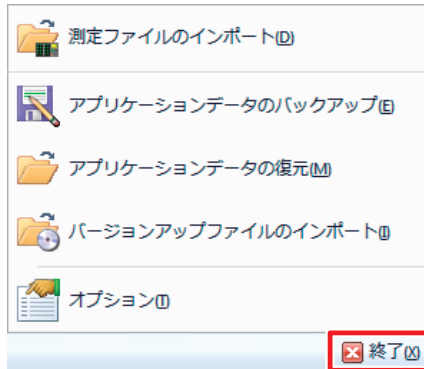 測定ファイルのインポート(D)
アプリケーションデータのバックアップ(E)
アプリケーションデータの復元(M)
バージョンアップファイルのインポート(I)
オプション(T)
終了(X)